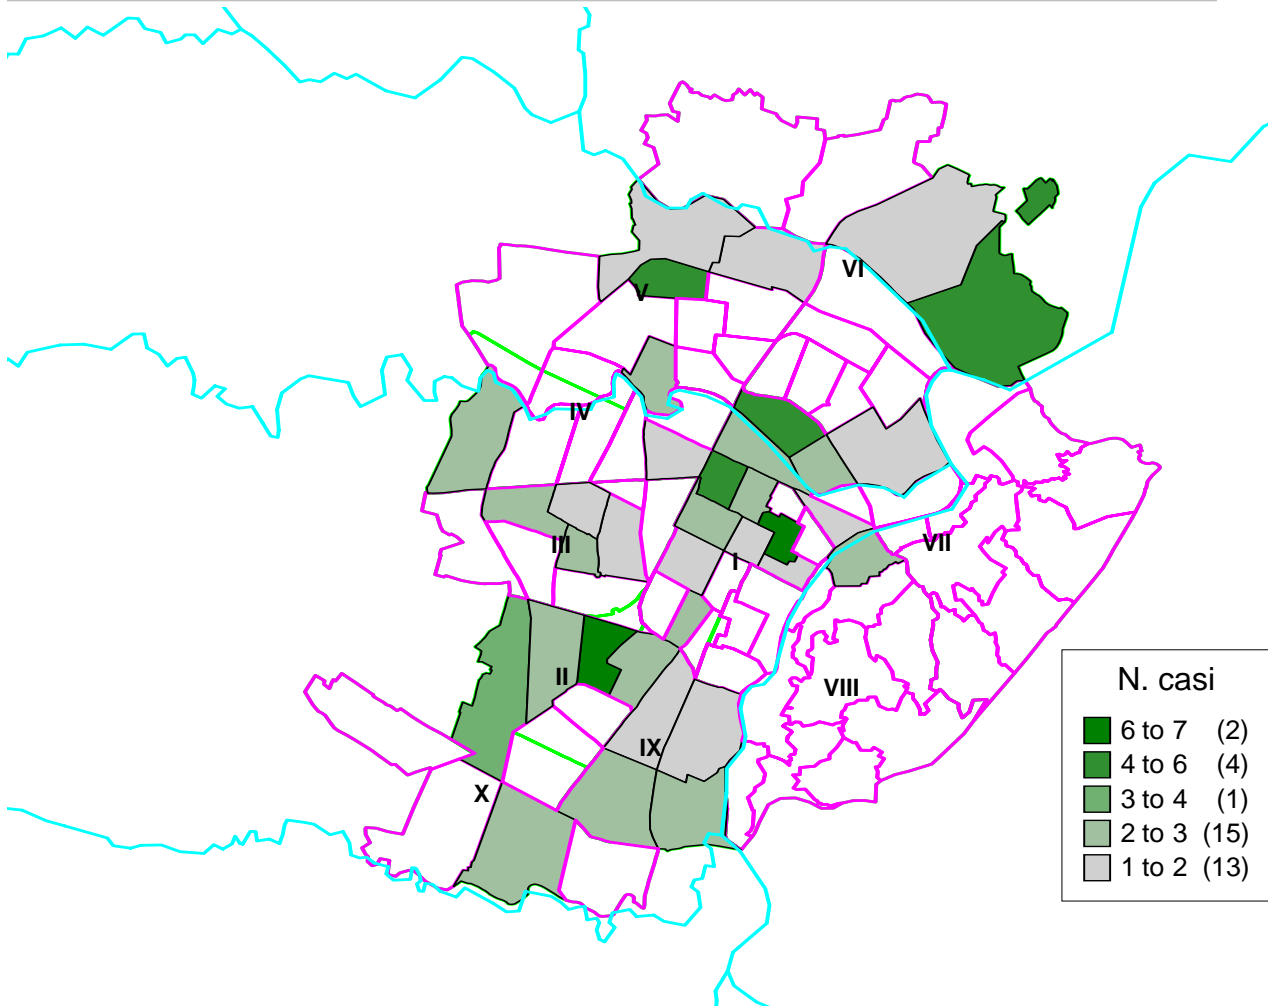 VI
V
IV
III
VII
I
II
VIII
IX
X
N. casi
6 to 7 (2)
4 to 6 (4)
3 to 4 (1)
2 to 3 (15)
1 to 2 (13)